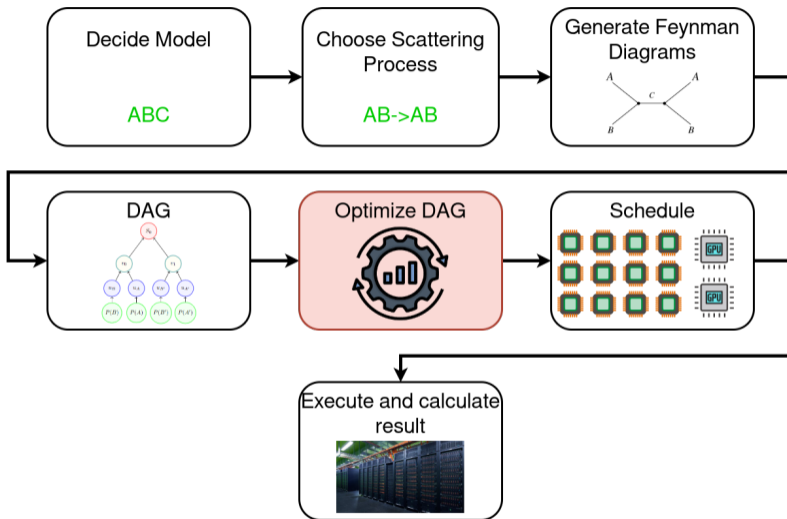 Decide Model
ABC
Choose Scattering
Process
AB->AB
Generate Feynman
Diagrams
A A
C
B B
DAG
P(B) P(A) P(B') P(A')
Optimize DAG
Schedule
GPU
GPU
Execute and calculate
result